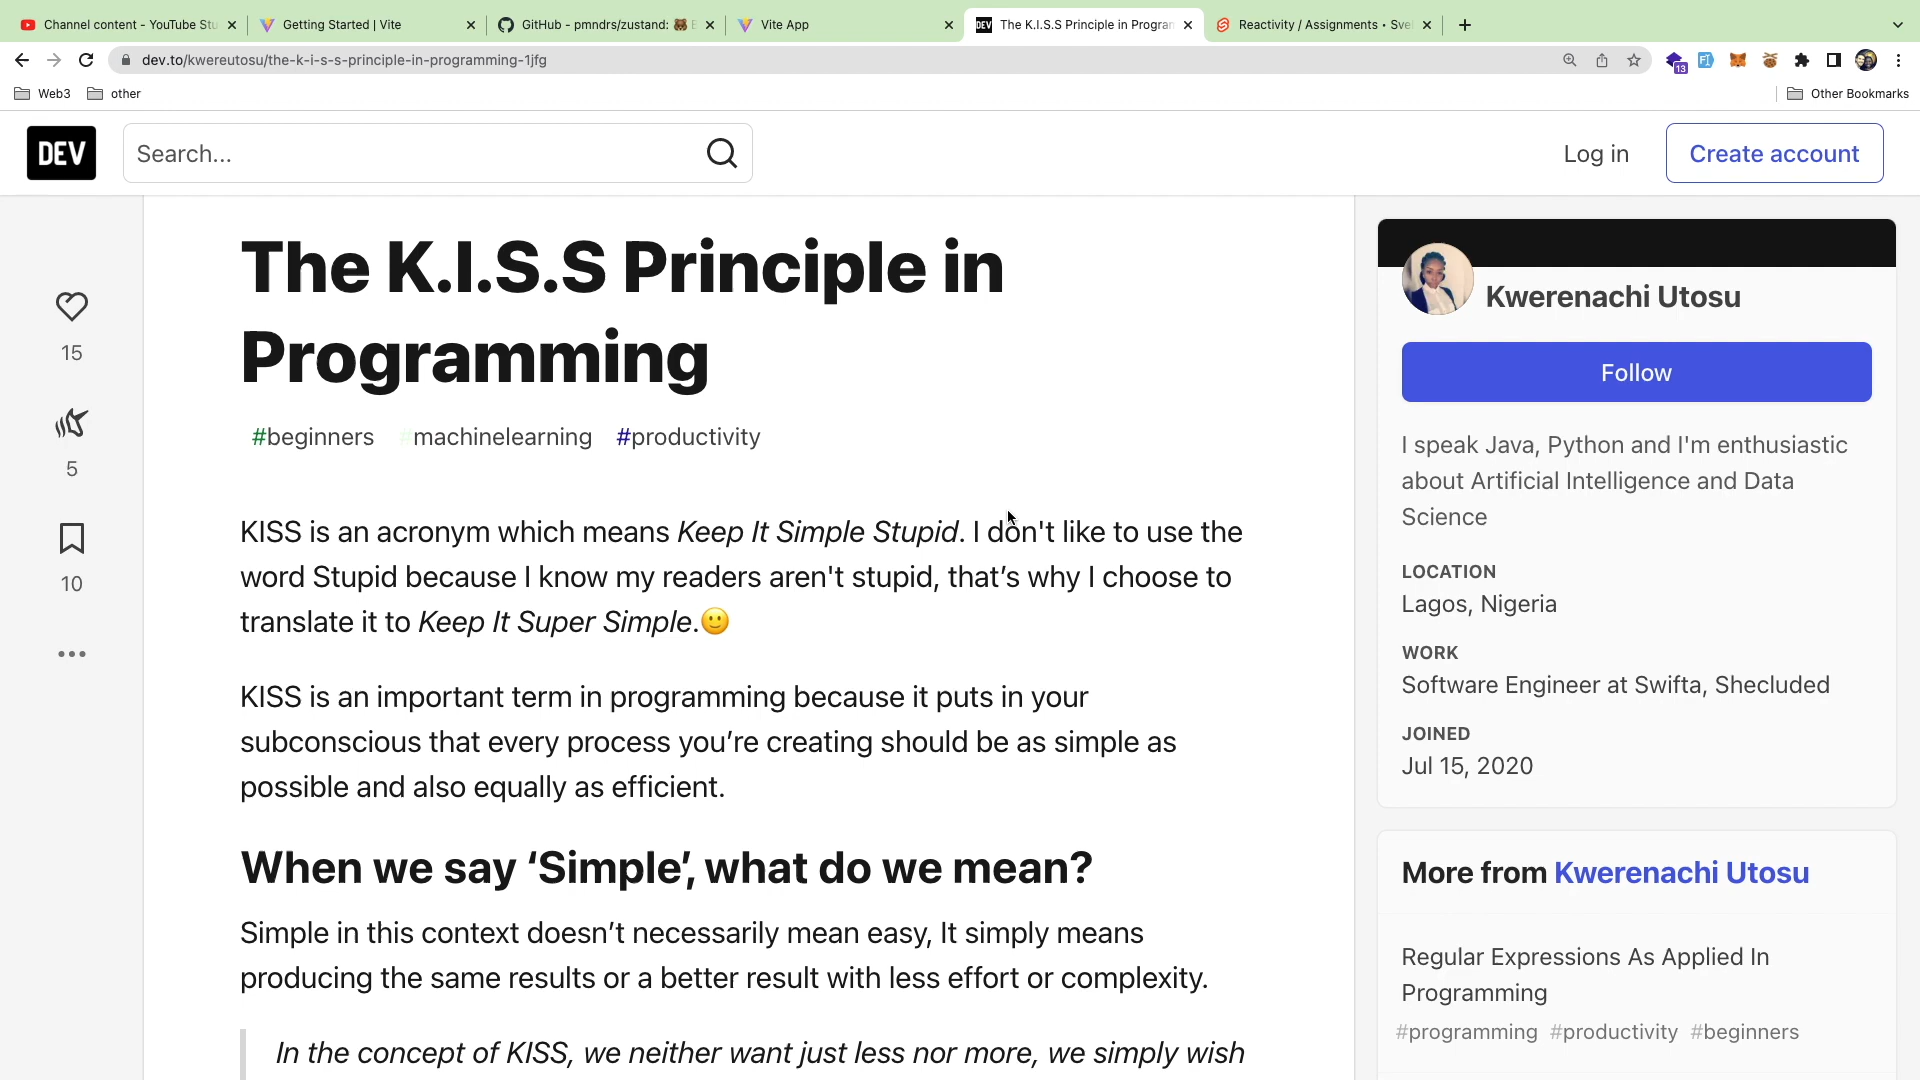 Channel content - YouTube Stu
Getting Started | Vite
GitHub - pmndrs/zustand: 🐻
Vite App
The K.I.S.S Principle in Program
Reactivity / Assignments • Svel
dev.to/kwereutosu/the-k-i-s-s-principle-in-programming-1jfg
13
Web3
other
Other Bookmarks
DEV
Search...
Log in
Create account
The K.I.S.S Principle in
Programming
#beginners #machinelearning #productivity
15
5
10
KISS is an acronym which means Keep It Simple Stupid. I don't like to use the
word Stupid because I know my readers aren't stupid, that’s why I choose to
translate it to Keep It Super Simple.🙂
KISS is an important term in programming because it puts in your
subconscious that every process you’re creating should be as simple as
possible and also equally as efficient.
When we say ‘Simple’, what do we mean?
Simple in this context doesn’t necessarily mean easy, It simply means
producing the same results or a better result with less effort or complexity.
In the concept of KISS, we neither want just less nor more, we simply wish
Kwerenachi Utosu
Follow
I speak Java, Python and I'm enthusiastic
about Artificial Intelligence and Data
Science
LOCATION
Lagos, Nigeria
WORK
Software Engineer at Swifta, Shecluded
JOINED
Jul 15, 2020
More from Kwerenachi Utosu
Regular Expressions As Applied In
Programming
#programming #productivity #beginners